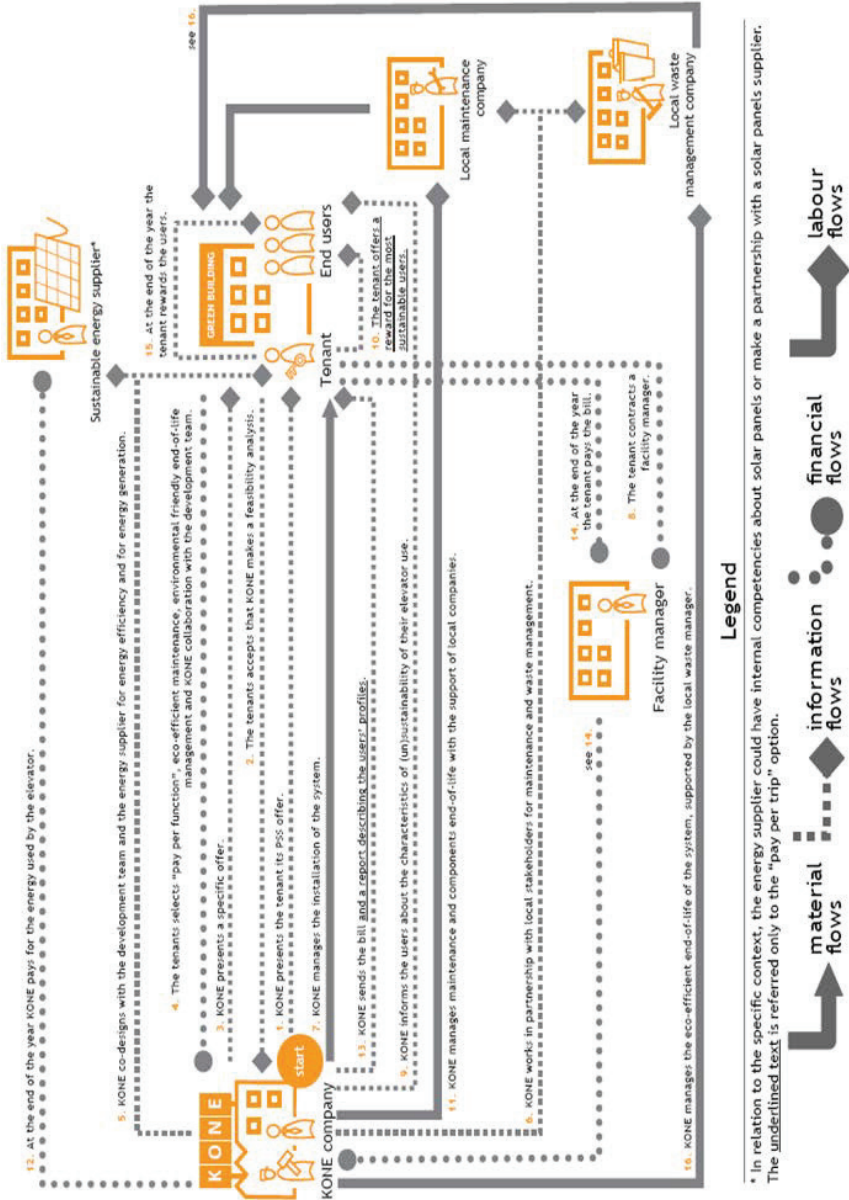 12. At the end of the year KONE pays for the energy used by the elevator.
Sustainable energy supplier*
5. KONE co-designs with the development team and the energy supplier for energy efficiency and for energy generation.
15. At the end of the year the
tenant rewards the users.
see 16.
4. The tenants selects "pay per function", eco-efficient maintenance, environmental friendly end-of-life
management and KONE collaboration with the development team.
3. KONE presents a specific offer.
2. The tenants accepts that KONE makes a feasibility analysis.
1. KONE presents the tenant its PSS offer.
7. KONE manages the installation of the system.
KONE
start
KONE company
GREEN BUILDING
Tenant
End users
10. The tenant offers a
reward for the most
sustainable users.
13. KONE sends the bill and a report describing the users' profiles.
9. KONE informs the users about the characteristics of (un)sustainability of their elevator use.
11. KONE manages maintenance and components end-of-life with the support of local companies.
Local maintenance
company
6. KONE works in partnership with local stakeholders for maintenance and waste management.
14. At the end of the year
the tenant pays the bill.
8. The tenant contracts a
facility manager.
see 14.
Facility manager
Local waste
management company
16. KONE manages the eco-efficient end-of-life of the system, supported by the local waste manager.
Legend
* In relation to the specific context, the energy supplier could have internal competencies about solar panels or make a partnership with a solar panels supplier.
The underlined text is referred only to the "pay per trip" option.
material
flows
information
flows
financial
flows
labour
flows